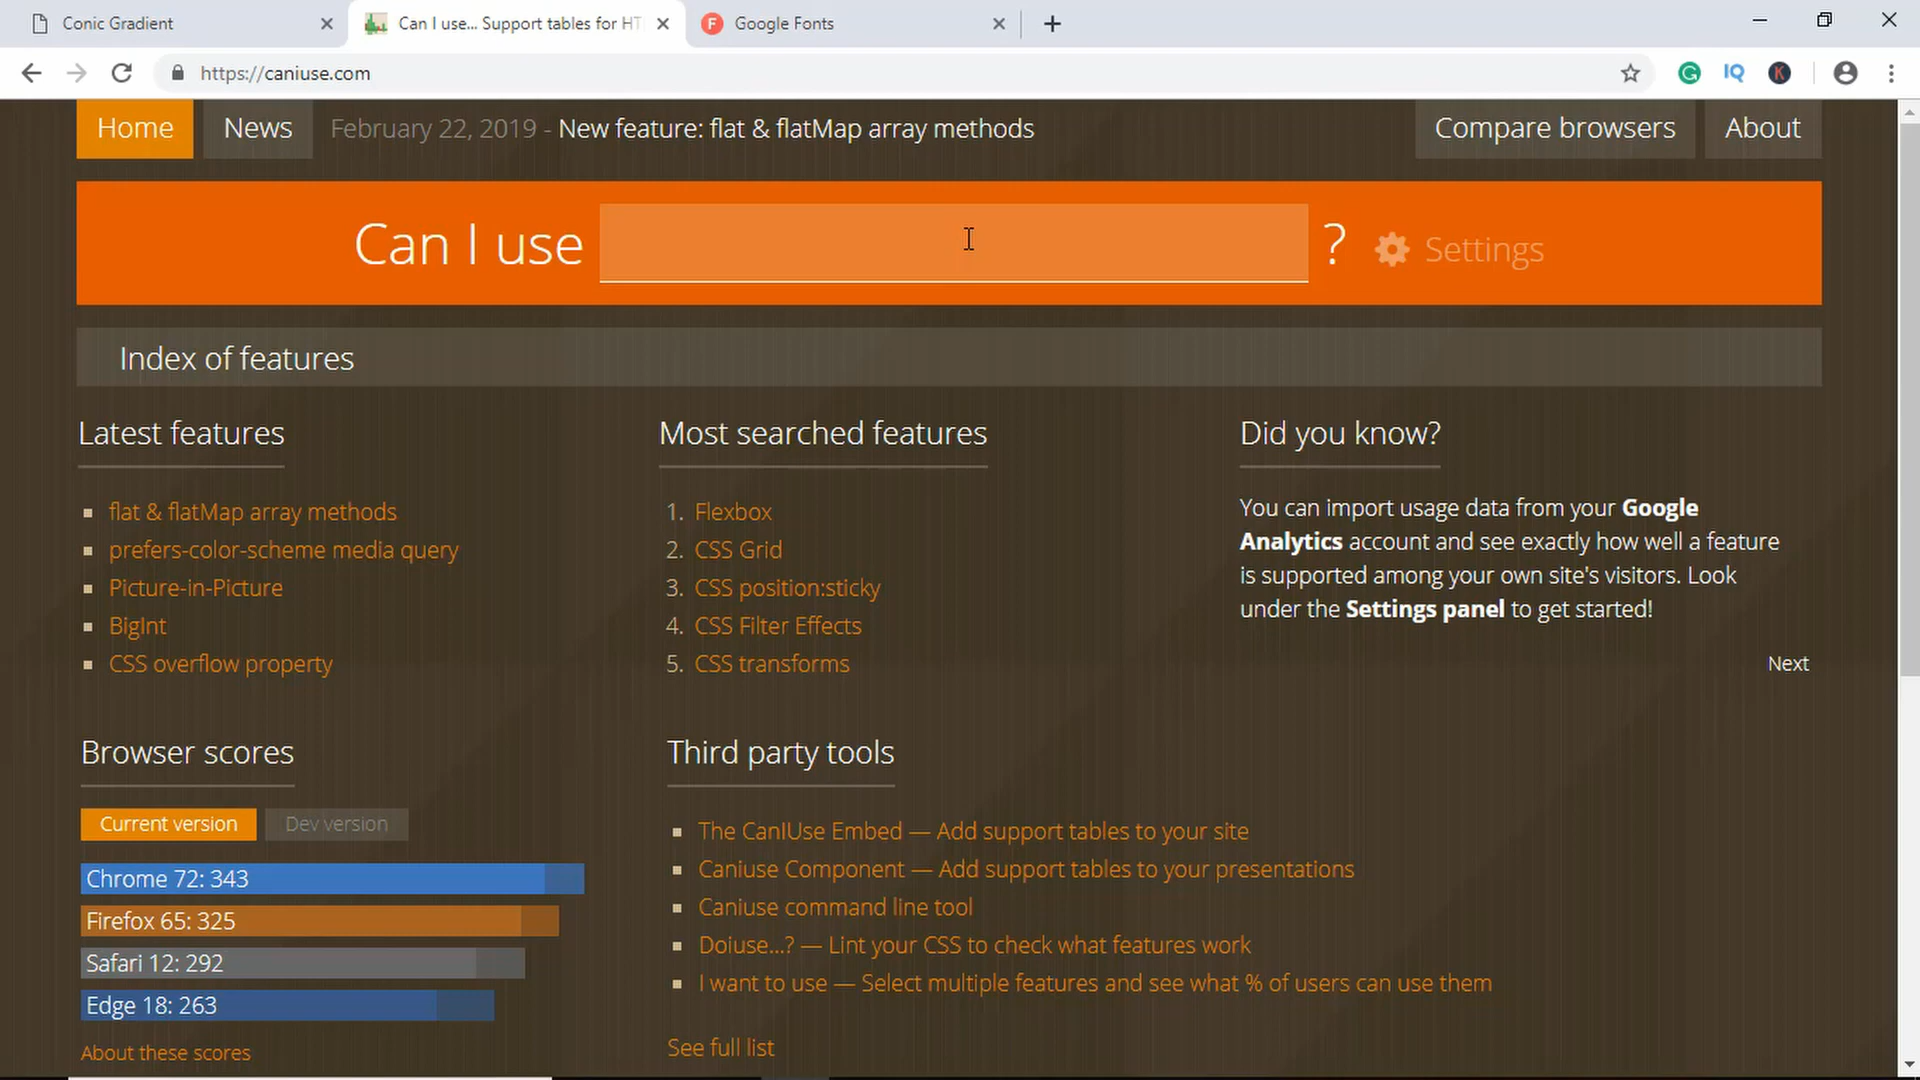 Conic Gradient
Can I use... Support tables for HT
Google Fonts
https://caniuse.com
IQ
K
Home
News
February 22, 2019 - New feature: flat & flatMap array methods
Compare browsers
About
Can I use ?
Settings
Index of features
Latest features
flat & flatMap array methods
prefers-color-scheme media query
Picture-in-Picture
BigInt
CSS overflow property
Most searched features
1. Flexbox
2. CSS Grid
3. CSS position:sticky
4. CSS Filter Effects
5. CSS transforms
Did you know?
You can import usage data from your Google
Analytics account and see exactly how well a feature
is supported among your own site's visitors. Look
under the Settings panel to get started!
Next
Browser scores
Current version
Dev version
Chrome 72: 343
Firefox 65: 325
Safari 12: 292
Edge 18: 263
About these scores
Third party tools
The CanIUse Embed — Add support tables to your site
Caniuse Component — Add support tables to your presentations
Caniuse command line tool
Doiuse...? — Lint your CSS to check what features work
I want to use — Select multiple features and see what % of users can use them
See full list